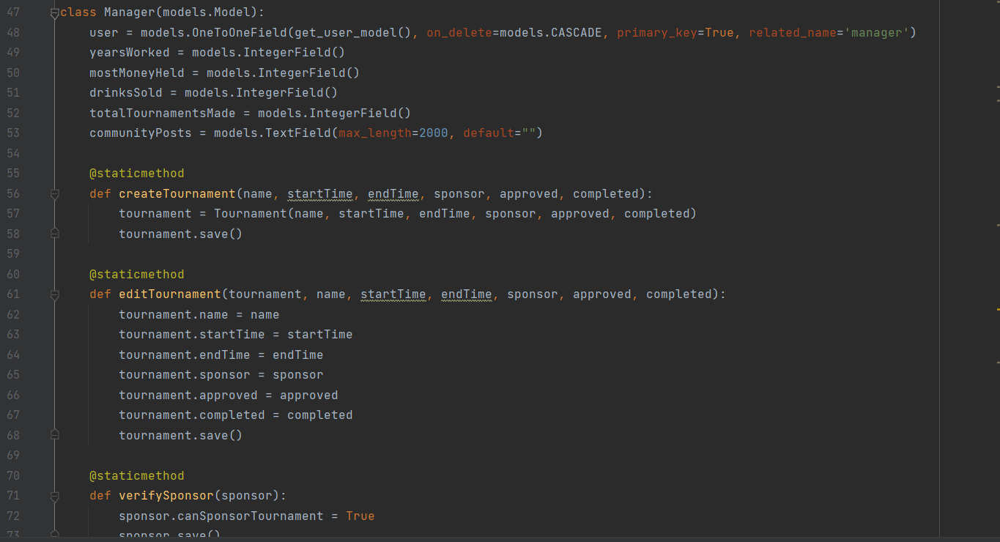 47 class Manager(models.Model):
48 user = models.OneToOneField(get_user_model(), on_delete=models.CASCADE, primary_key=True, related_name='manager')
49 yearsWorked = models.IntegerField()
50 mostMoneyHeld = models.IntegerField()
51 drinksSold = models.IntegerField()
52 totalTournamentsMade = models.IntegerField()
53 communityPosts = models.TextField(max_length=2000, default="")
54
55 @staticmethod
56 def createTournament(name, startTime, endTime, sponsor, approved, completed):
57 tournament = Tournament(name, startTime, endTime, sponsor, approved, completed)
58 tournament.save()
59
60 @staticmethod
61 def editTournament(tournament, name, startTime, endTime, sponsor, approved, completed):
62 tournament.name = name
63 tournament.startTime = startTime
64 tournament.endTime = endTime
65 tournament.sponsor = sponsor
66 tournament.approved = approved
67 tournament.completed = completed
68 tournament.save()
69
70 @staticmethod
71 def verifySponsor(sponsor):
72 sponsor.canSponsorTournament = True
73 sponsor.save()